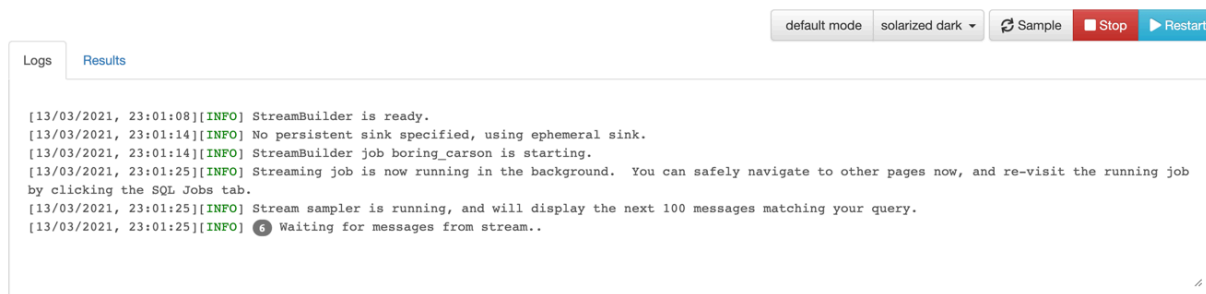 default mode solarized dark Sample Stop Restart
Logs Results
[13/03/2021, 23:01:08][INFO] StreamBuilder is ready.
[13/03/2021, 23:01:14][INFO] No persistent sink specified, using ephemeral sink.
[13/03/2021, 23:01:14][INFO] StreamBuilder job boring_carson is starting.
[13/03/2021, 23:01:25][INFO] Streaming job is now running in the background.  You can safely navigate to other pages now, and re-visit the running job
by clicking the SQL Jobs tab.
[13/03/2021, 23:01:25][INFO] Stream sampler is running, and will display the next 100 messages matching your query.
[13/03/2021, 23:01:25][INFO] 6 Waiting for messages from stream..